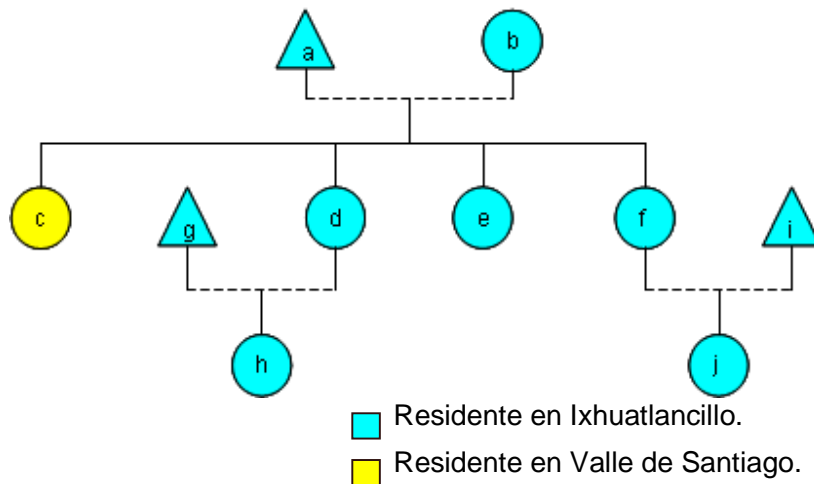 a b
c g d e f i
h j
Residente en Ixhuatlancillo.
Residente en Valle de Santiago.